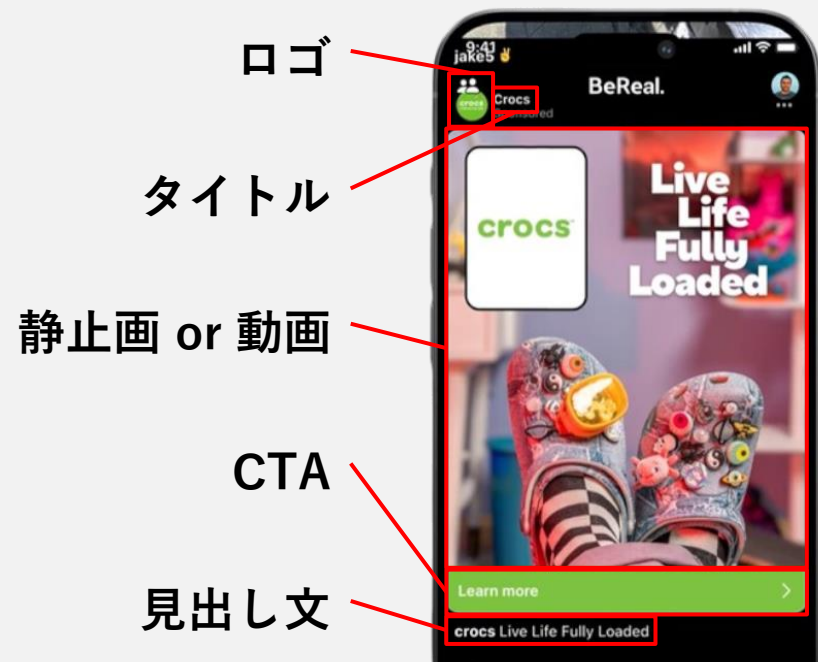 ロゴ
タイトル
静止画 or 動画
CTA
見出し文
9:41
jake5
BeReal.
crocs
Crocs
Sponsored
crocs
Live
Life
Fully
Loaded
Learn more
crocs Live Life Fully Loaded